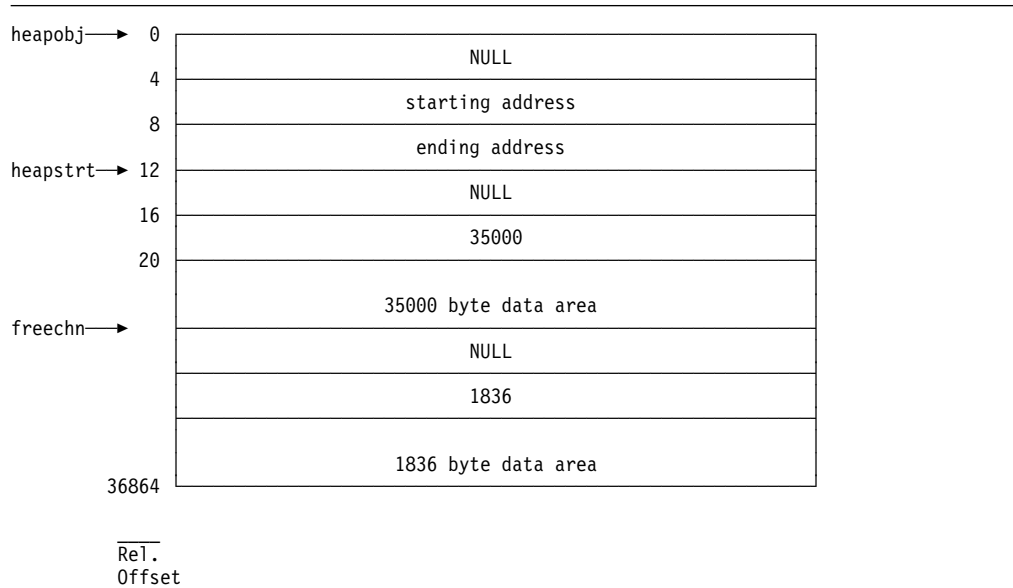 heapobj 0
NULL
4
starting address
8
ending address
heapstrt 12
NULL
16
35000
20
35000 byte data area
freechn
NULL
1836
1836 byte data area
36864
Rel.
Offset